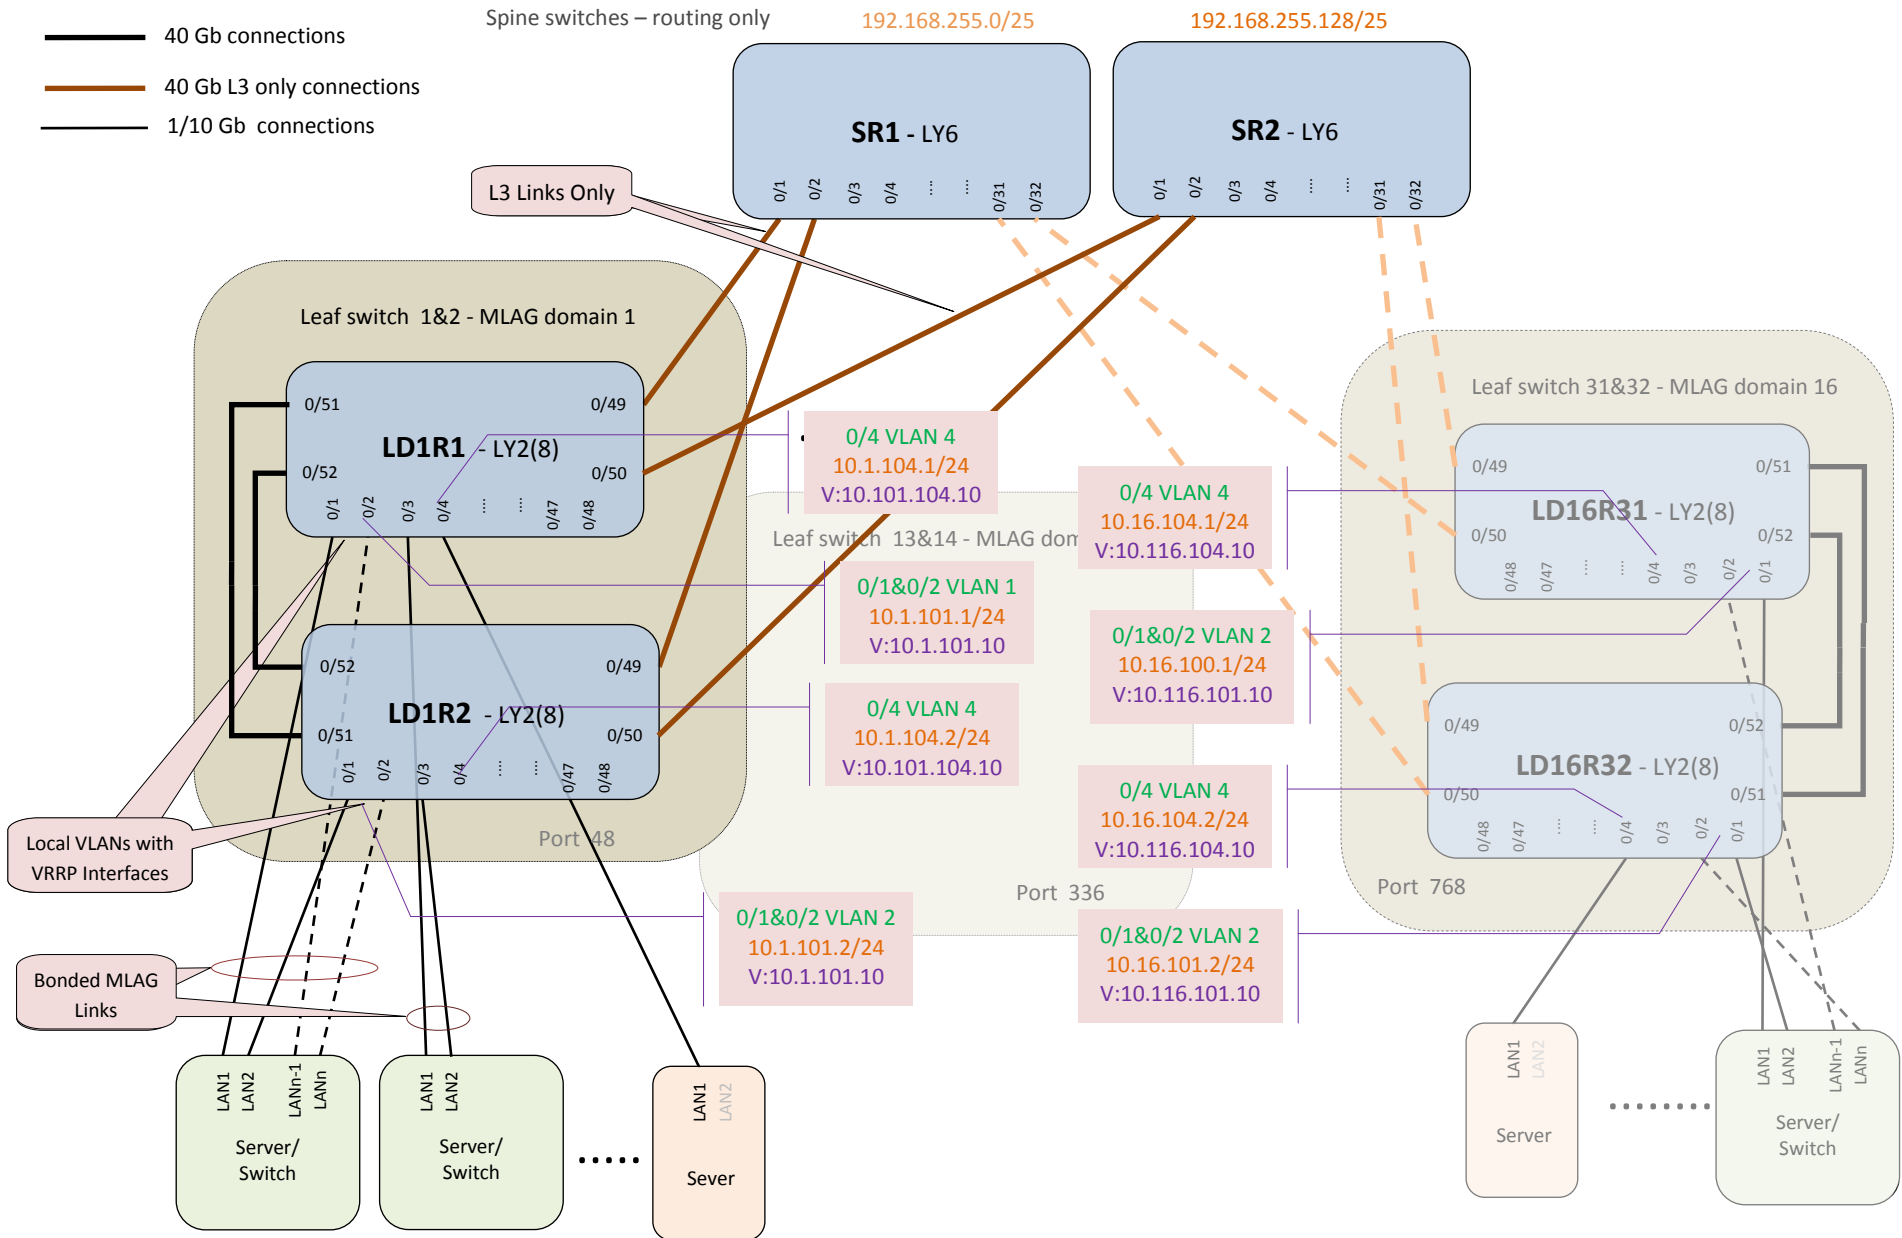 Spine switches – routing only
192.168.255.0/25
192.168.255.128/25
40 Gb connections
40 Gb L3 only connections
1/10 Gb connections
SR1 - LY6
0/1 0/2 0/3 0/4 .... .... 0/31 0/32
SR2 - LY6
0/1 0/2 0/3 0/4 .... .... 0/31 0/32
L3 Links Only
Leaf switch 1&2 - MLAG domain 1
0/51 0/49
LD1R1 - LY2(8)
0/52 0/50
0/1 0/2 0/3 0/4 .... .... 0/47 0/48
0/52 0/49
LD1R2 - LY2(8)
0/51 0/50
0/1 0/2 0/3 0/4 .... .... 0/47 0/48
Port 48
Local VLANs with
VRRP Interfaces
Bonded MLAG
Links
0/4 VLAN 4
10.1.104.1/24
V:10.101.104.10
Leaf switch 13&14 - MLAG dom
0/1&0/2 VLAN 1
10.1.101.1/24
V:10.1.101.10
0/4 VLAN 4
10.1.104.2/24
V:10.101.104.10
0/1&0/2 VLAN 2
10.1.101.2/24
V:10.1.101.10
Port 336
0/4 VLAN 4
10.16.104.1/24
V:10.116.104.10
0/1&0/2 VLAN 2
10.16.100.1/24
V:10.116.101.10
0/4 VLAN 4
10.16.104.2/24
V:10.116.104.10
0/1&0/2 VLAN 2
10.16.101.2/24
V:10.116.101.10
Leaf switch 31&32 - MLAG domain 16
0/49 0/51
LD16R31 - LY2(8)
0/50 0/52
0/48 0/47 .... .... 0/4 0/3 0/2 0/1
0/49 0/52
LD16R32 - LY2(8)
0/50 0/51
0/48 0/47 .... .... 0/4 0/3 0/2 0/1
Port 768
LAN1 LAN2 LANn-1 LANn
Server/
Switch
LAN1 LAN2
Server/
Switch
......
LAN1 LAN2
Sever
LAN1 LAN2
Server
........
LAN1 LAN2 LANn-1 LANn
Server/
Switch